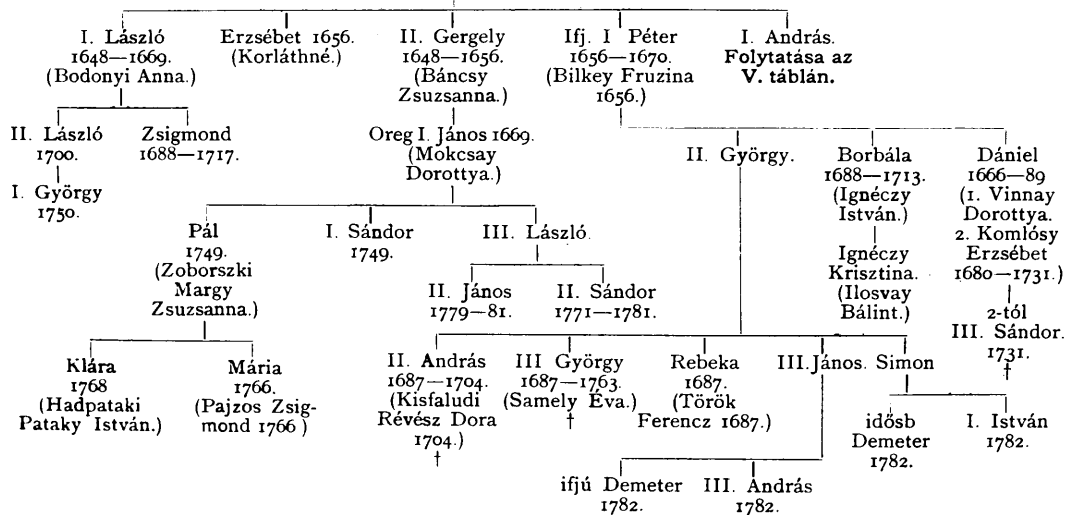 I. László
1648—1669.
(Bodonyi Anna.)
Erzsébet 1656.
(Korláthné.)
II. Gergely
1648—1656.
(Báncsy
Zsuzsanna.)
Ifj. I Péter
1656—1670.
(Bilkey Fruzina
1656.)
I. András.
Folytatása az
V. táblán.
II. László
1700.
Zsigmond
1688—1717.
Oreg I. János 1669.
(Mokcsay
Dorottya.)
II. György.
Borbála
1688—1713.
(Ignéczy
István.)
Ignéczy
Krisztina.
(Ilosvay
Bálint.)
Dániel
1666—89
(1. Vinnay
Dorottya.
2. Komlósy
Erzsébet
1680—1731.)
2-tól
III. Sándor.
1731.
†
I. György
1750.
Pál
1749.
(Zoborszki
Margy
Zsuzsanna.)
I. Sándor
1749.
III. László.
II. János
1779—81.
II. Sándor
1771—1781.
Klára
1768
(Hadpataki
Pataky István.)
Mária
1766.
(Pajzos Zsig-
mond 1766)
II. András
1687—1704.
(Kisfaludi
Révész Dora
1704.)
†
III György
1687—1763.
(Samely Éva.)
†
Rebeka
1687.
(Török
Ferencz 1687.)
III. János. Simon
idősb
Demeter
1782.
I. István
1782.
ifjú Demeter
1782.
III. András
1782.